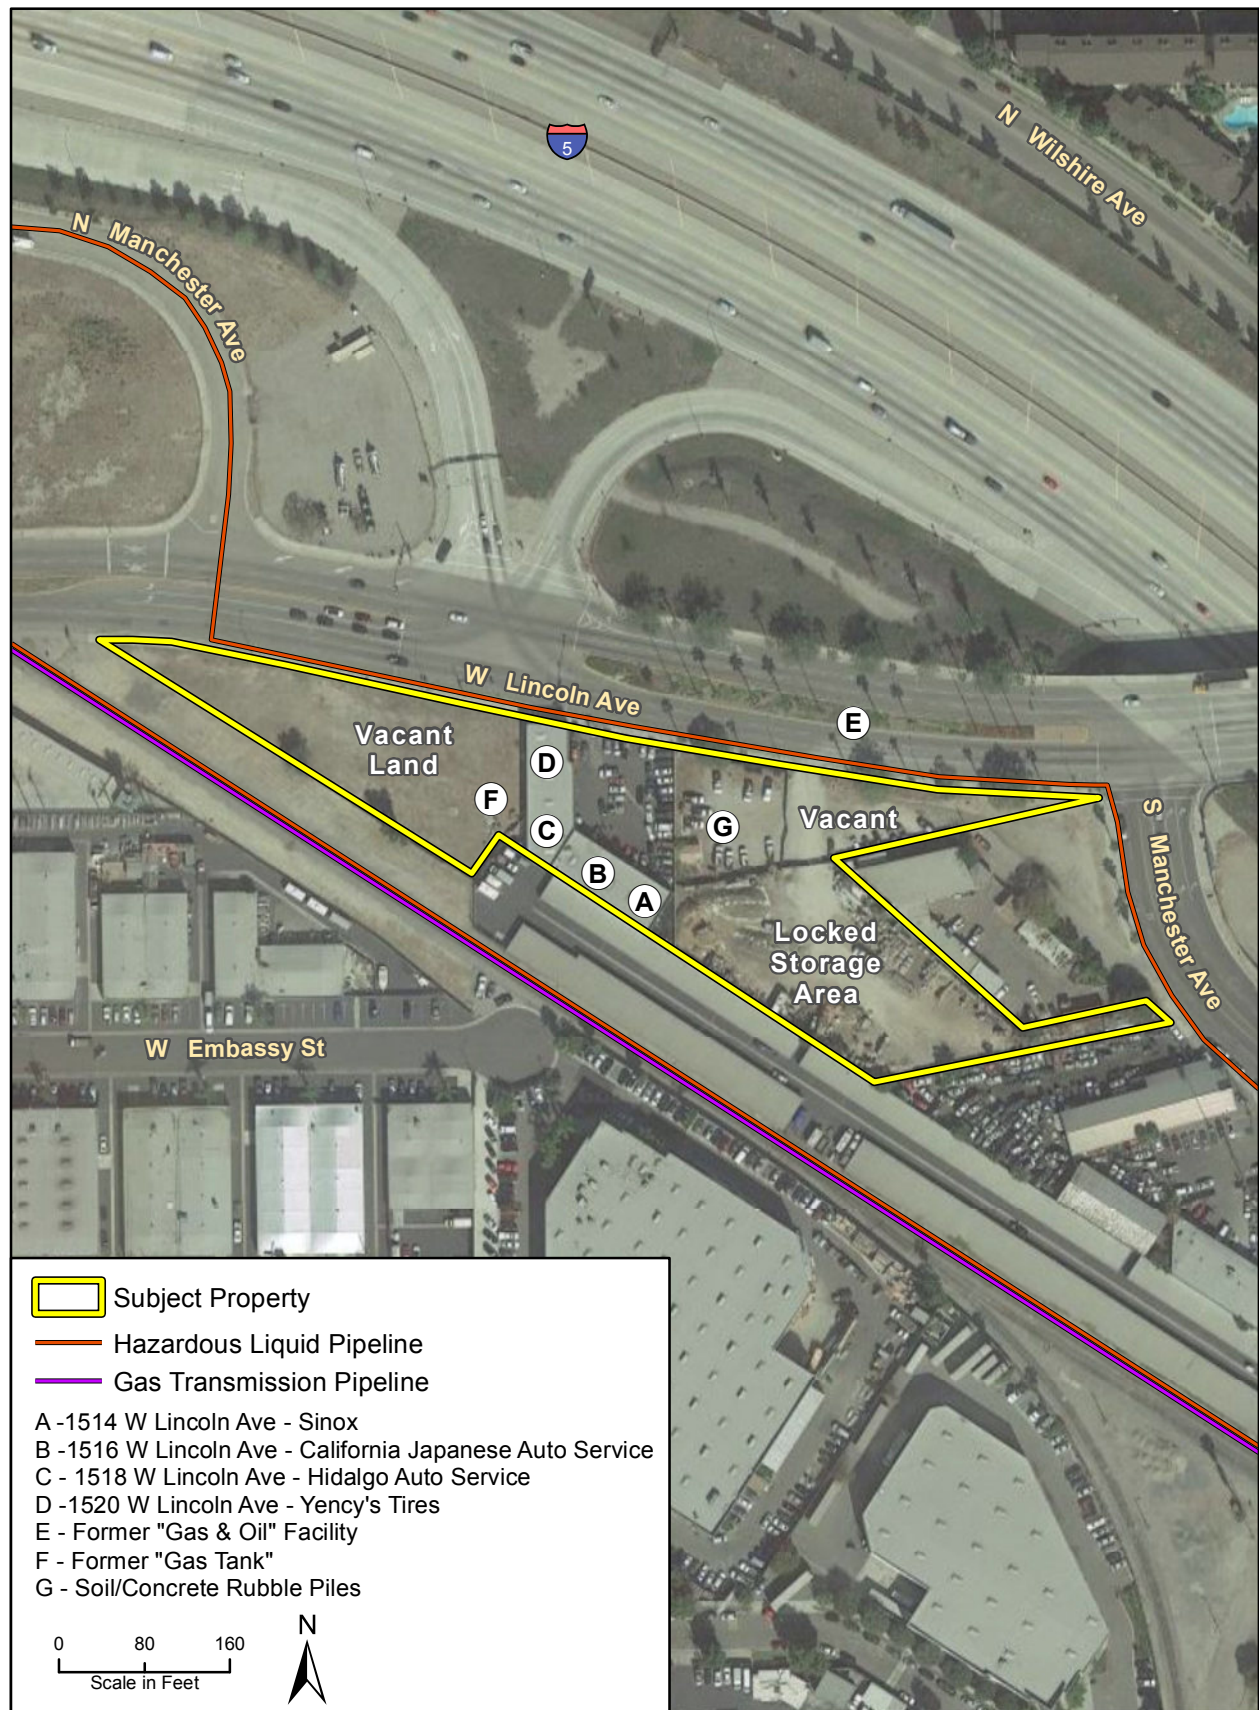 N Wilshire Ave
5
N Manchester Ave
W Lincoln Ave
E
Vacant
Land
D
F
S Manchester Ave
G
Vacant
C
B
A
Locked
Storage
Area
W Embassy St
Subject Property
Hazardous Liquid Pipeline
Gas Transmission Pipeline
A -1514 W Lincoln Ave - Sinox
B -1516 W Lincoln Ave - California Japanese Auto Service
C - 1518 W Lincoln Ave - Hidalgo Auto Service
D -1520 W Lincoln Ave - Yency's Tires
E - Former "Gas & Oil" Facility
F - Former "Gas Tank"
G - Soil/Concrete Rubble Piles
N
0 80 160
Scale in Feet